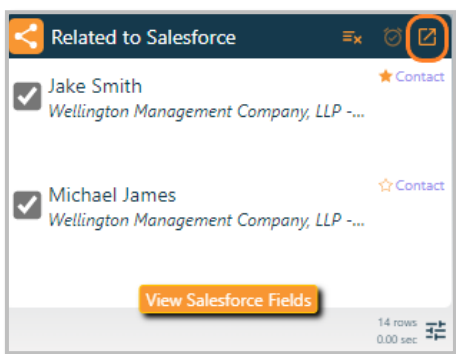 Related to Salesforce
Jake Smith
Contact
Wellington Management Company, LLP -...
Michael James
Contact
Wellington Management Company, LLP -...
View Salesforce Fields
14 rows
0.00 sec